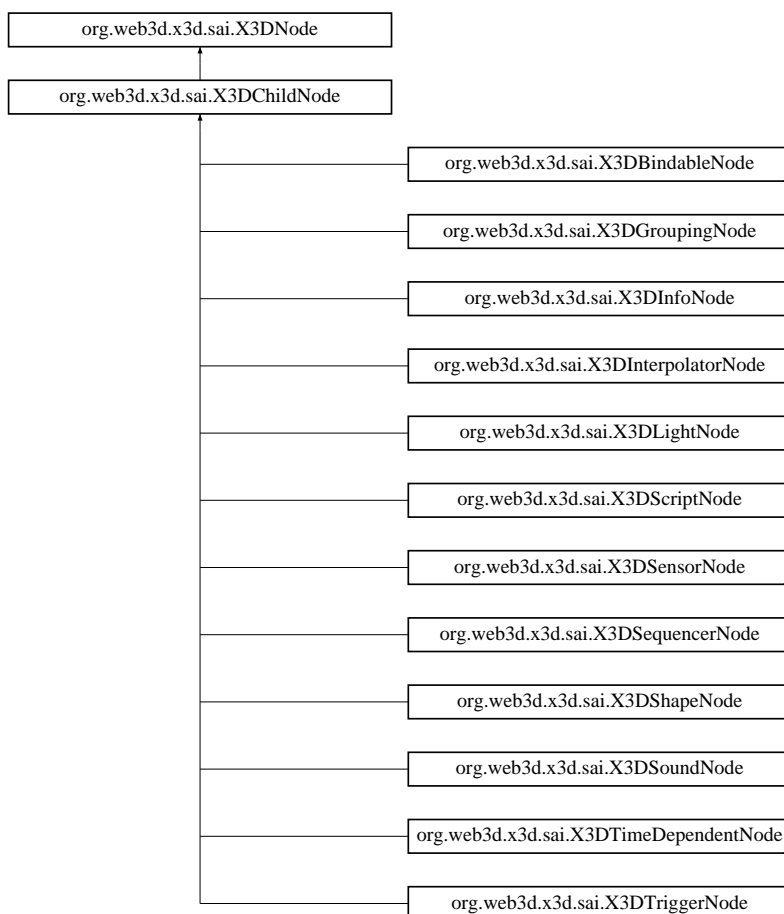 org.web3d.x3d.sai.X3DNode
org.web3d.x3d.sai.X3DChildNode
org.web3d.x3d.sai.X3DBindableNode
org.web3d.x3d.sai.X3DGroupingNode
org.web3d.x3d.sai.X3DInfoNode
org.web3d.x3d.sai.X3DInterpolatorNode
org.web3d.x3d.sai.X3DLightNode
org.web3d.x3d.sai.X3DScriptNode
org.web3d.x3d.sai.X3DSensorNode
org.web3d.x3d.sai.X3DSequencerNode
org.web3d.x3d.sai.X3DShapeNode
org.web3d.x3d.sai.X3DSoundNode
org.web3d.x3d.sai.X3DTimeDependentNode
org.web3d.x3d.sai.X3DTriggerNode